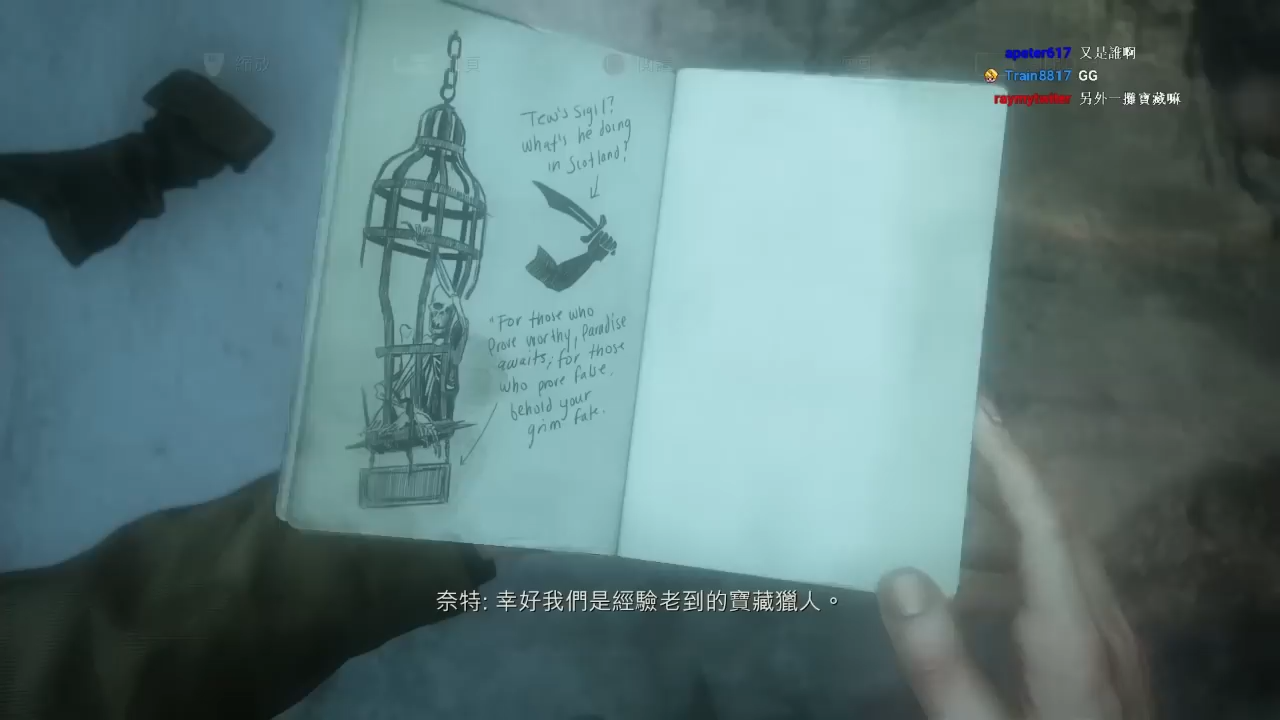 apeter617 又是誰啊
Train8817 GG
另外一攤寶藏嘛
縮放
Tew's sigil?
what's he doing
in Scotland?
"For those who
prove worthy, Paradise
awaits; for those
who prove false.
behold your
grim fate.
奈特: 幸好我們是經驗老到的寶藏獵人。